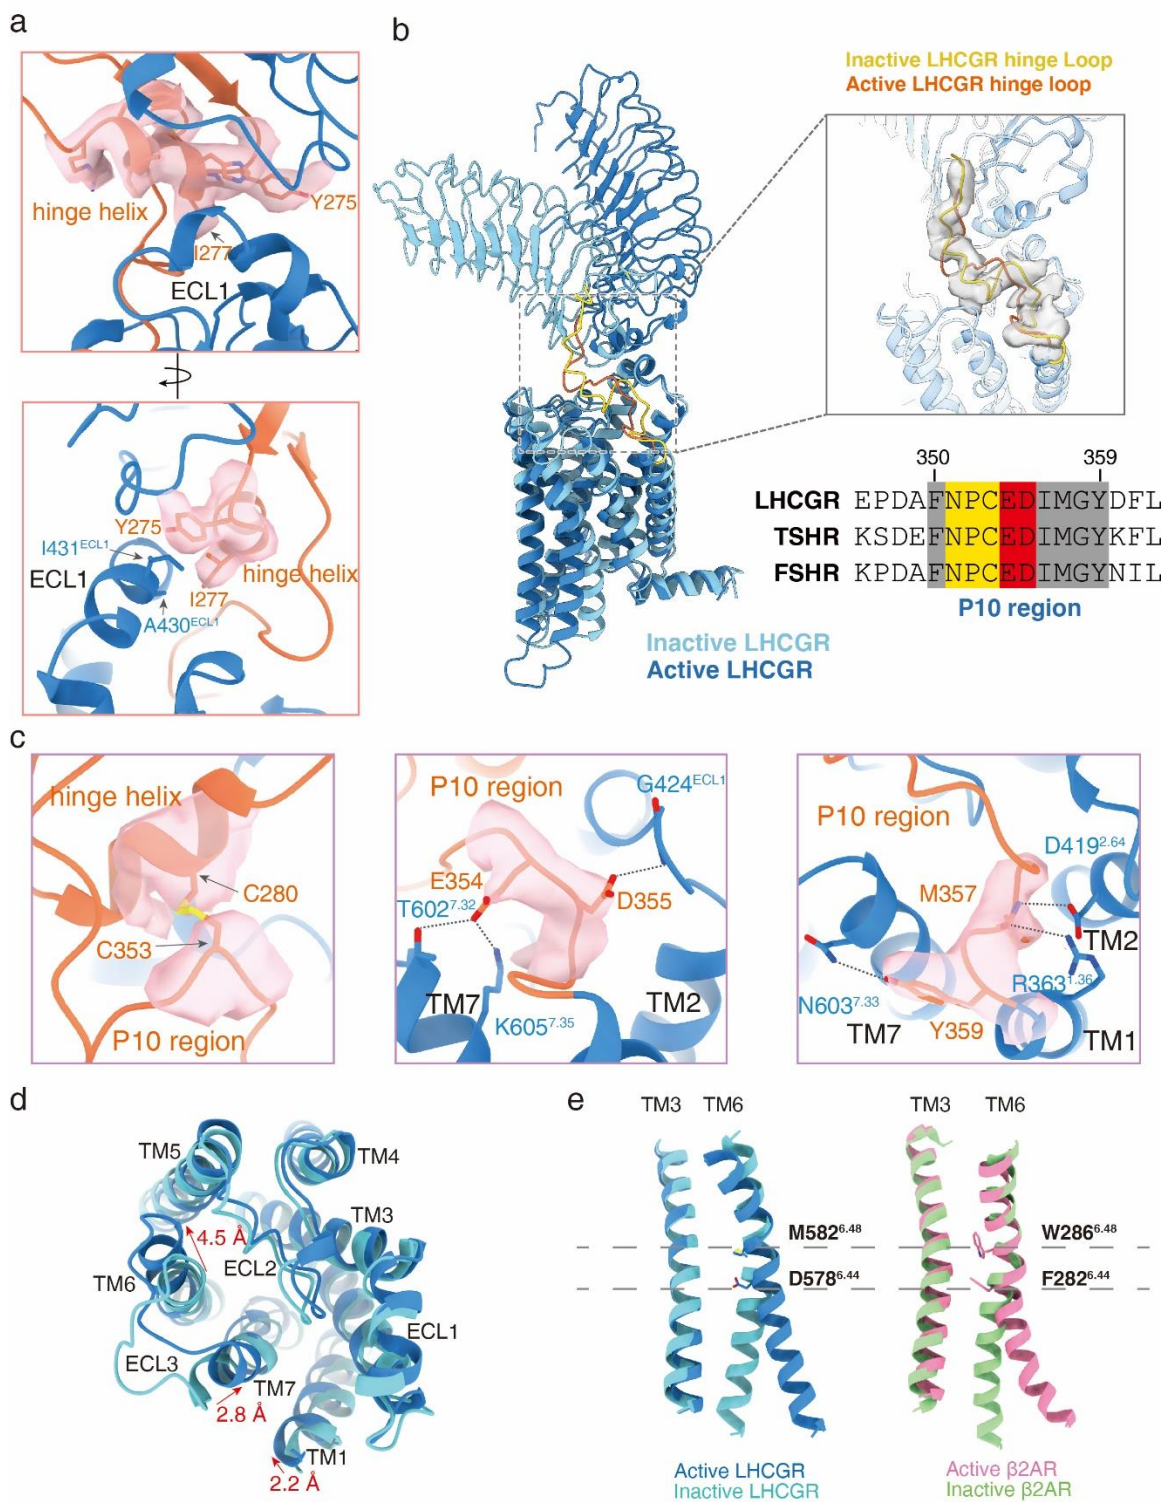 a
hinge helix
Y275
I277
ECL1
Y275
I431ECL1
ECL1
hinge helix
I277
A430ECL1
b
Inactive LHCGR hinge Loop
Active LHCGR hinge loop
350 359
LHCGR EPDAFNPCEDIMGYDFL
TSHR KSDEFNPCEDIMGYKFL
FSHR KPDAFNPCEDIMGYNIL
P10 region
Inactive LHCGR
Active LHCGR
c
hinge helix
C280
C353
P10 region
P10 region
G424ECL1
E354
T6027.32
D355
TM7
K6057.35
TM2
P10 region
D4192.64
M357
TM2
R3631.36
N6037.33
TM7
Y359
TM1
d
TM5
TM4
TM3
4.5 Å
ECL2
TM6
ECL1
ECL3
TM7
2.8 Å
TM1
2.2 Å
e
TM3 TM6
M5826.48
D5786.44
Active LHCGR
Inactive LHCGR
TM3 TM6
W2866.48
F2826.44
Active β2AR
Inactive β2AR